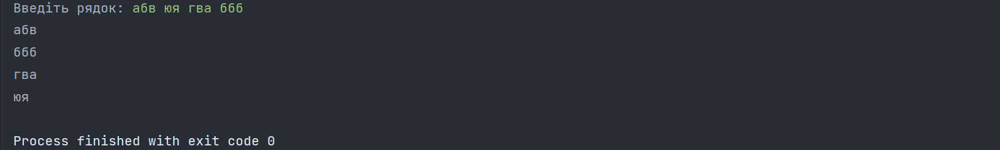 Введіть рядок: абв юя гва ббб
абв
ббб
гва
юя
Process finished with exit code 0